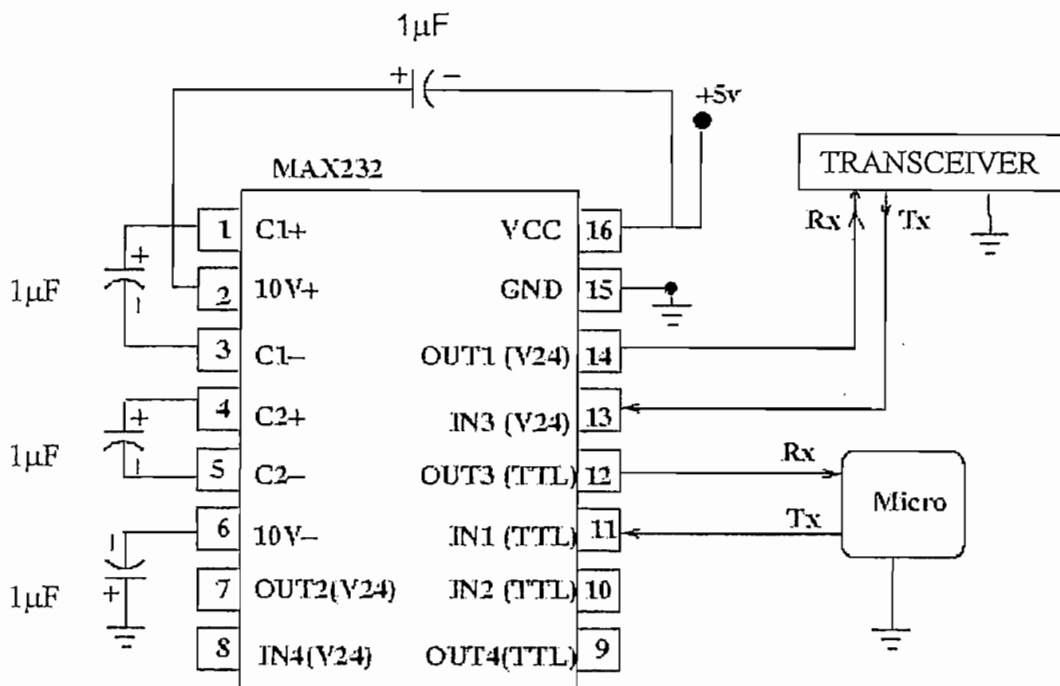 1µF
+ −
+5v
TRANSCEIVER
Rx Tx
MAX232
1 C1+ VCC 16
2 10V+ GND 15
3 C1− OUT1 (V24) 14
4 C2+ IN3 (V24) 13
5 C2− OUT3 (TTL) 12
6 10V− IN1 (TTL) 11
7 OUT2(V24) IN2 (TTL) 10
8 IN4(V24) OUT4(TTL) 9
+
1µF
+
1µF
1µF
+
Rx
Tx
Micro